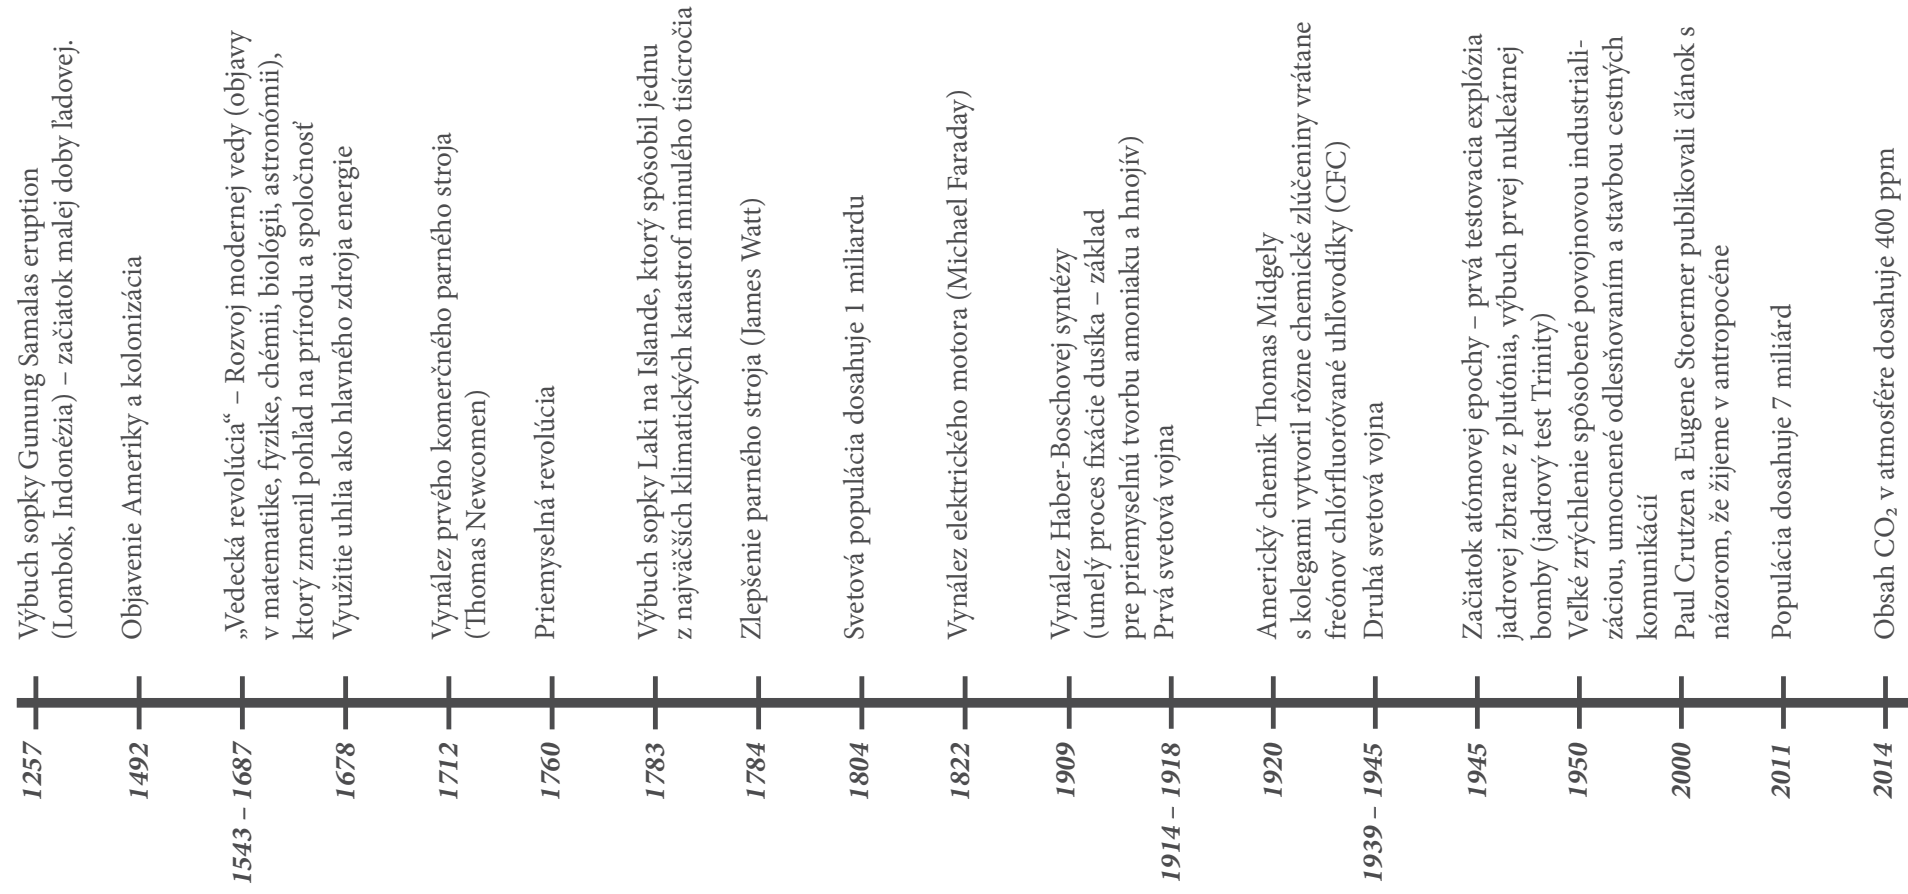 1257
Výbuch sopky Gunung Samalas eruption
(Lombok, Indonézia) – začiatok malej doby ľadovej.
1492
Objavenie Ameriky a kolonizácia
1543 – 1687
„Vedecká revolúcia“ – Rozvoj modernej vedy (objavy
v matematike, fyzike, chémii, biológii, astronómii),
ktorý zmenil pohľad na prírodu a spoločnosť
1678
Využitie uhlia ako hlavného zdroja energie
1712
Vynález prvého komerčného parného stroja
(Thomas Newcomen)
1760
Priemyselná revolúcia
1783
Výbuch sopky Laki na Islande, ktorý spôsobil jednu
z najväčších klimatických katastrof minulého tisícročia
1784
Zlepšenie parného stroja (James Watt)
1804
Svetová populácia dosahuje 1 miliardu
1822
Vynález elektrického motora (Michael Faraday)
1909
Vynález Haber-Boschovej syntézy
(umelý proces fixácie dusíka – základ
pre priemyselnú tvorbu amoniaku a hnojív)
1914 – 1918
Prvá svetová vojna
1920
Americký chemik Thomas Midgely
s kolegami vytvoril rôzne chemické zlúčeniny vrátane
freónov chlórfluoróvané uhľovodíky (CFC)
1939 – 1945
Druhá svetová vojna
1945
Začiatok atómovej epochy – prvá testovacia explózia
jadrovej zbrane z plutónia, výbuch prvej nukleárnej
bomby (jadrový test Trinity)
1950
Veľké zrýchlenie spôsobené povojnovou industriali-
záciou, umocnené odlesňovaním a stavbou cestných
komunikácií
2000
Paul Crutzen a Eugene Stoermer publikovali článok s
názorom, že žijeme v antropocéne
2011
Populácia dosahuje 7 miliárd
2014
Obsah CO₂ v atmosfére dosahuje 400 ppm